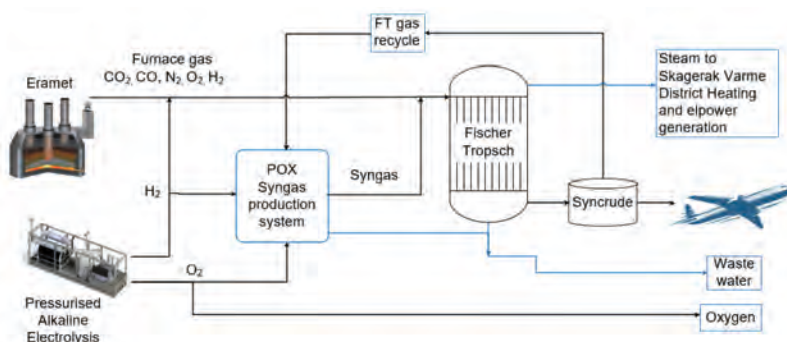 FT gas
recycle
Furnace gas
CO2, CO, N2, O2, H2
Eramet
Steam to
Skagerak Varme
District Heating
and elpower
generation
Fischer
Tropsch
POX
Syngas
production
system
Syngas
H2
Syncrude
O2
Pressurised
Alkaline
Electrolysis
Waste
water
Oxygen